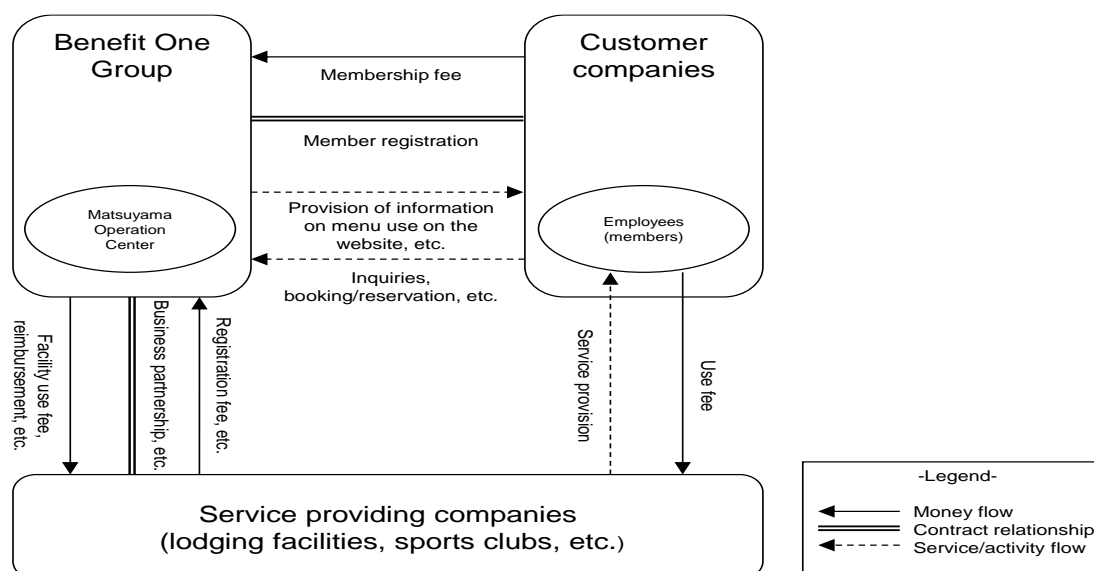 Benefit One
Group
Customer
companies
Membership fee
Member registration
Matsuyama
Operation
Center
Provision of information
on menu use on the
website, etc.
Employees
(members)
Inquiries,
booking/reservation, etc.
Facility use fee,
reimbursement, etc.
Business partnership, etc.
Registration fee, etc.
Service provision
Use fee
Service providing companies
(lodging facilities, sports clubs, etc.)
-Legend-
Money flow
Contract relationship
Service/activity flow